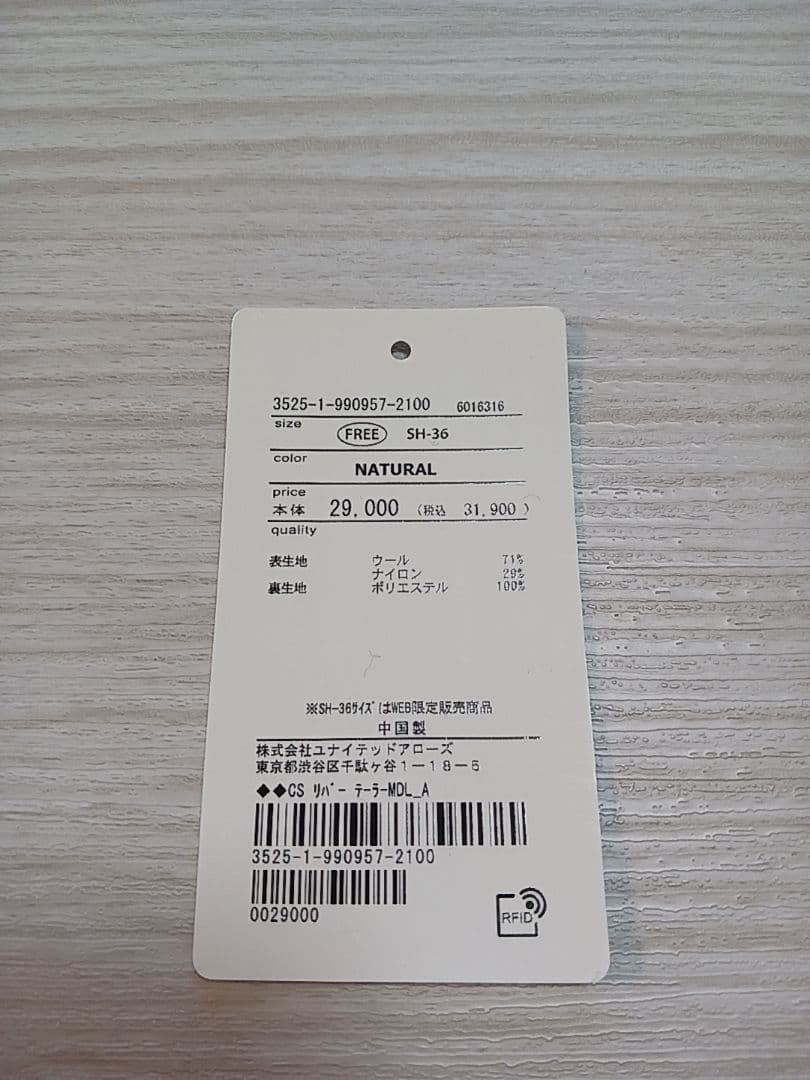 3525-1-990957-2100 6016316
size
FREE SH-36
color
NATURAL
price
本体 29,000 (税込 31,900 )
quality
表生地 ウール 71%
ナイロン 29%
裏生地 ポリエステル 100%
※SH-36ｻｲｽﾞはWEB限定販売商品
中国製
株式会社ユナイテッドアローズ
東京都渋谷区千駄ヶ谷1-18-5
◆◆CS ﾘﾊﾞｰ ﾃｰﾗｰMDL_A
3525-1-990957-2100
0029000
RFID